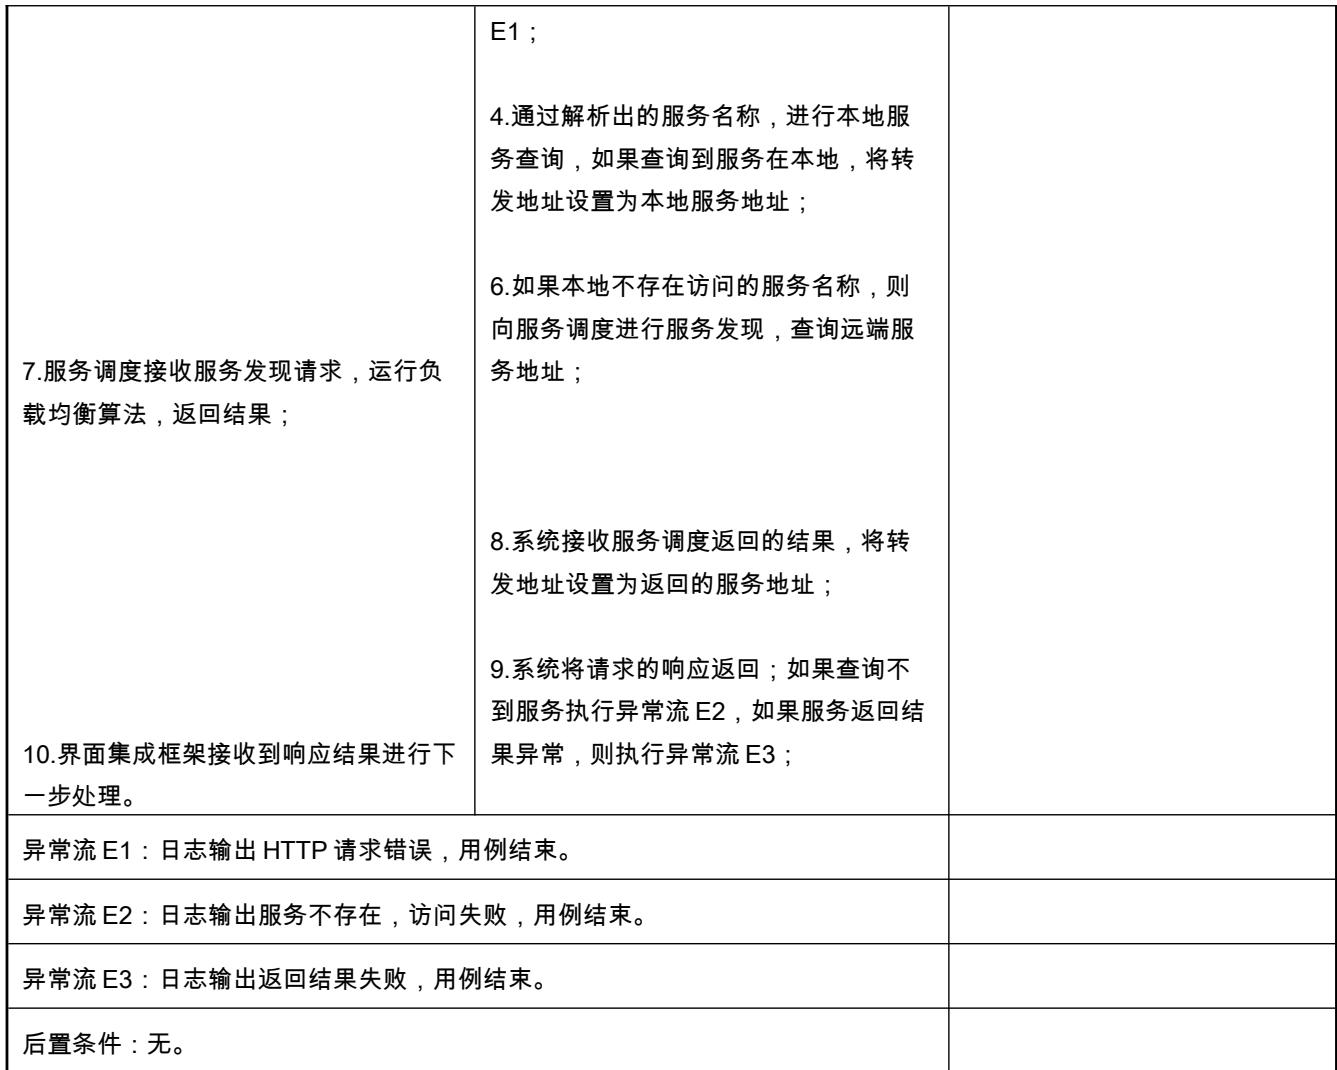 E1；
4.通过解析出的服务名称，进行本地服
务查询，如果查询到服务在本地，将转
发地址设置为本地服务地址；
6.如果本地不存在访问的服务名称，则
向服务调度进行服务发现，查询远端服
务地址；
7.服务调度接收服务发现请求，运行负
载均衡算法，返回结果；
8.系统接收服务调度返回的结果，将转
发地址设置为返回的服务地址；
9.系统将请求的响应返回；如果查询不
到服务执行异常流 E2，如果服务返回结
果异常，则执行异常流 E3；
10.界面集成框架接收到响应结果进行下
一步处理。
异常流 E1：日志输出 HTTP 请求错误，用例结束。
异常流 E2：日志输出服务不存在，访问失败，用例结束。
异常流 E3：日志输出返回结果失败，用例结束。
后置条件：无。